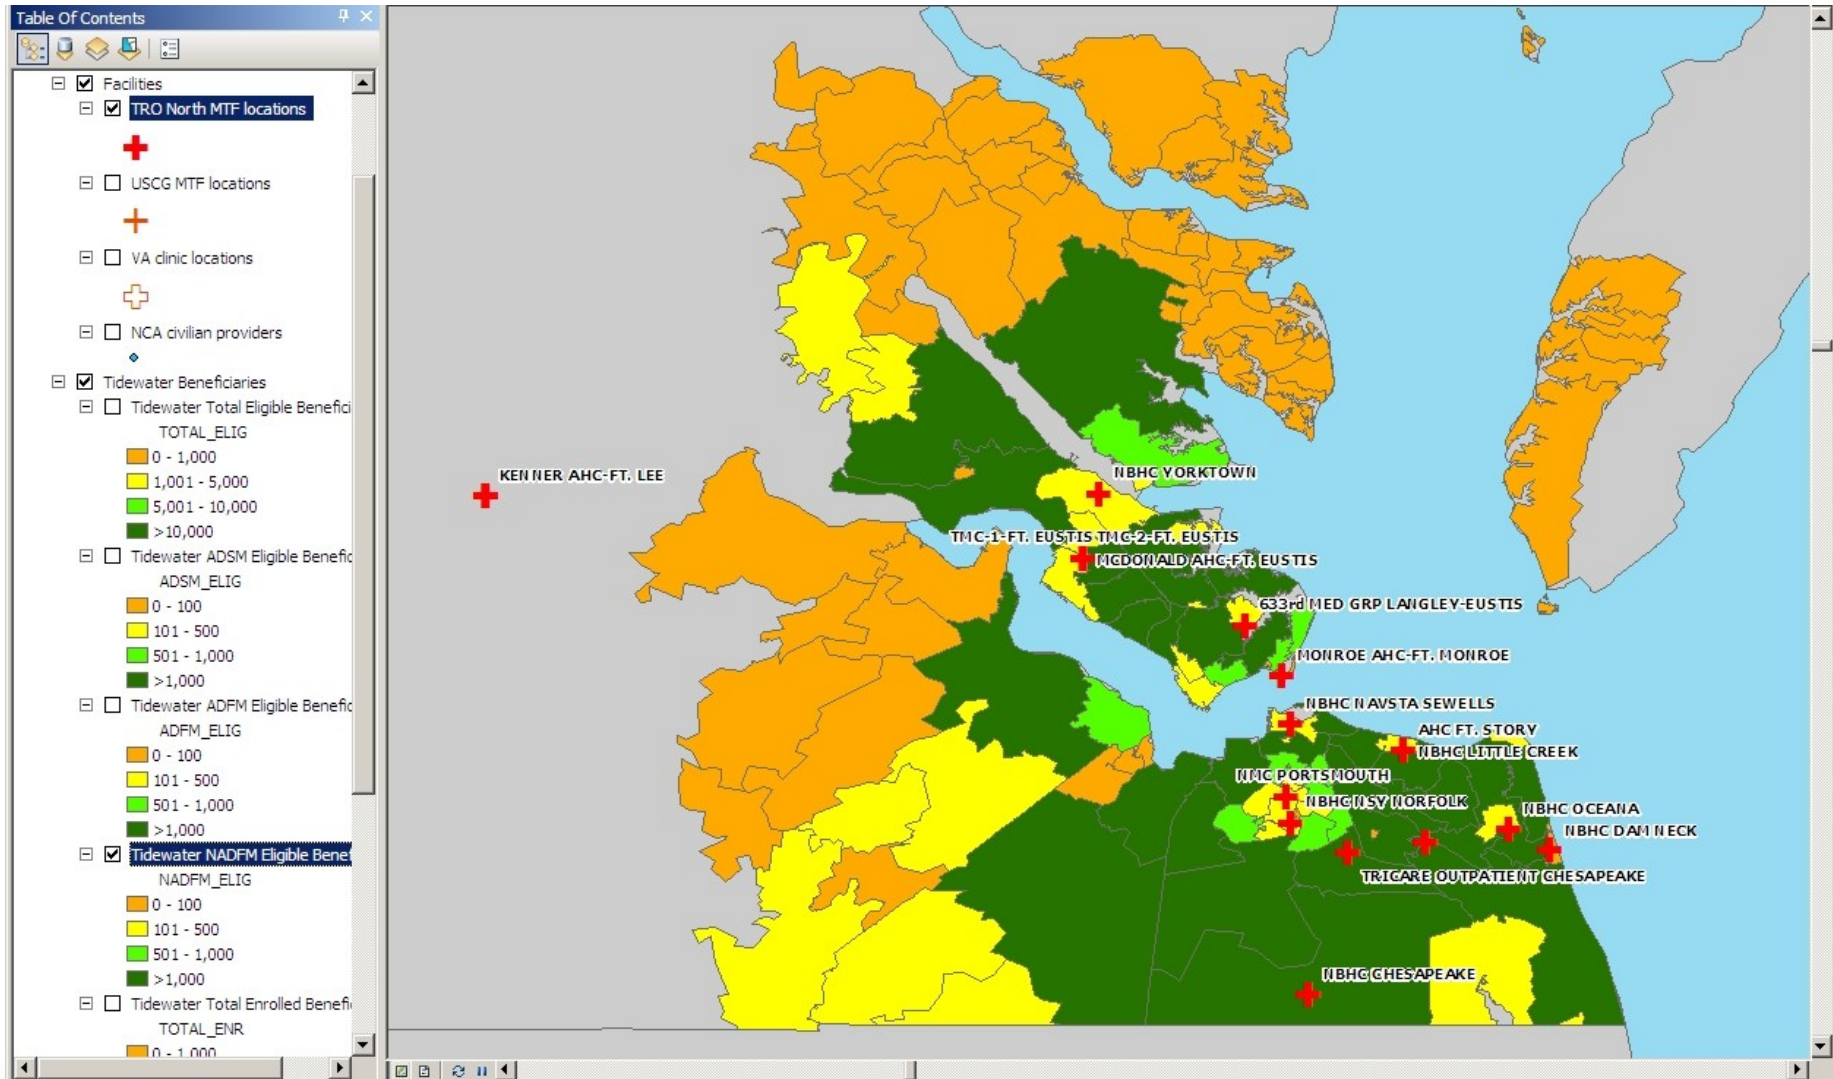 Table Of Contents
Facilities
TRO North MTF locations
USCG MTF locations
VA clinic locations
NCA civilian providers
Tidewater Beneficiaries
Tidewater Total Eligible Benefici
TOTAL_ELIG
0 - 1,000
1,001 - 5,000
5,001 - 10,000
>10,000
Tidewater ADSM Eligible Benefic
ADSM_ELIG
0 - 100
101 - 500
501 - 1,000
>1,000
Tidewater ADFM Eligible Benefic
ADFM_ELIG
0 - 100
101 - 500
501 - 1,000
>1,000
Tidewater NADFM Eligible Benef
NADFM_ELIG
0 - 100
101 - 500
501 - 1,000
>1,000
Tidewater Total Enrolled Benefi
TOTAL_ENR
0 - 1,000
KENNER AHC-FT. LEE
NBHC YORKTOWN
TMC-1-FT. EUSTIS TMC-2-FT. EUSTIS
MCDONALD AHC-FT. EUSTIS
633rd MED GRP LANGLEY-EUSTIS
MONROE AHC-FT. MONROE
NBHC NAVSTA SEWELLS
AHC FT. STORY
NBHC LITTLE CREEK
NMC PORTSMOUTH
NBHC NSY NORFOLK
NBHC OCEANA
NBHC DAM NECK
TRICARE OUTPATIENT CHESAPEAKE
NBHC CHESAPEAKE